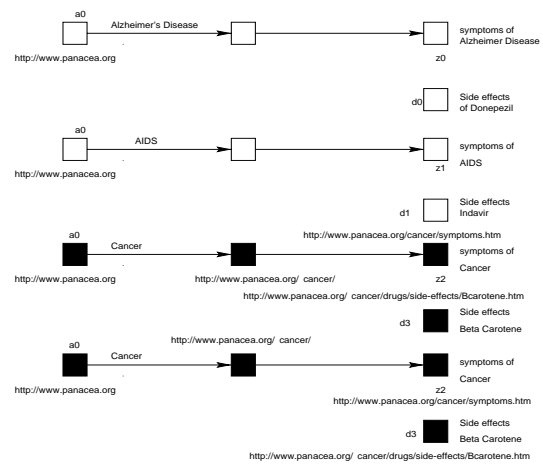 a0
Alzheimer's Disease
symptoms of
Alzheimer Disease
http://www.panacea.org
z0
d0
Side effects
of Donepezil
a0
AIDS
symptoms of
AIDS
http://www.panacea.org
z1
d1
Side effects
Indavir
http://www.panacea.org/cancer/symptoms.htm
Cancer
symptoms of
Cancer
a0
http://www.panacea.org
http://www.panacea.org/ cancer/
z2
http://www.panacea.org/ cancer/drugs/side-effects/Bcarotene.htm
d3
Side effects
Beta Carotene
http://www.panacea.org/ cancer/
a0
Cancer
symptoms of
Cancer
http://www.panacea.org
z2
http://www.panacea.org/cancer/symptoms.htm
d3
Side effects
Beta Carotene
http://www.panacea.org/ cancer/drugs/side-effects/Bcarotene.htm